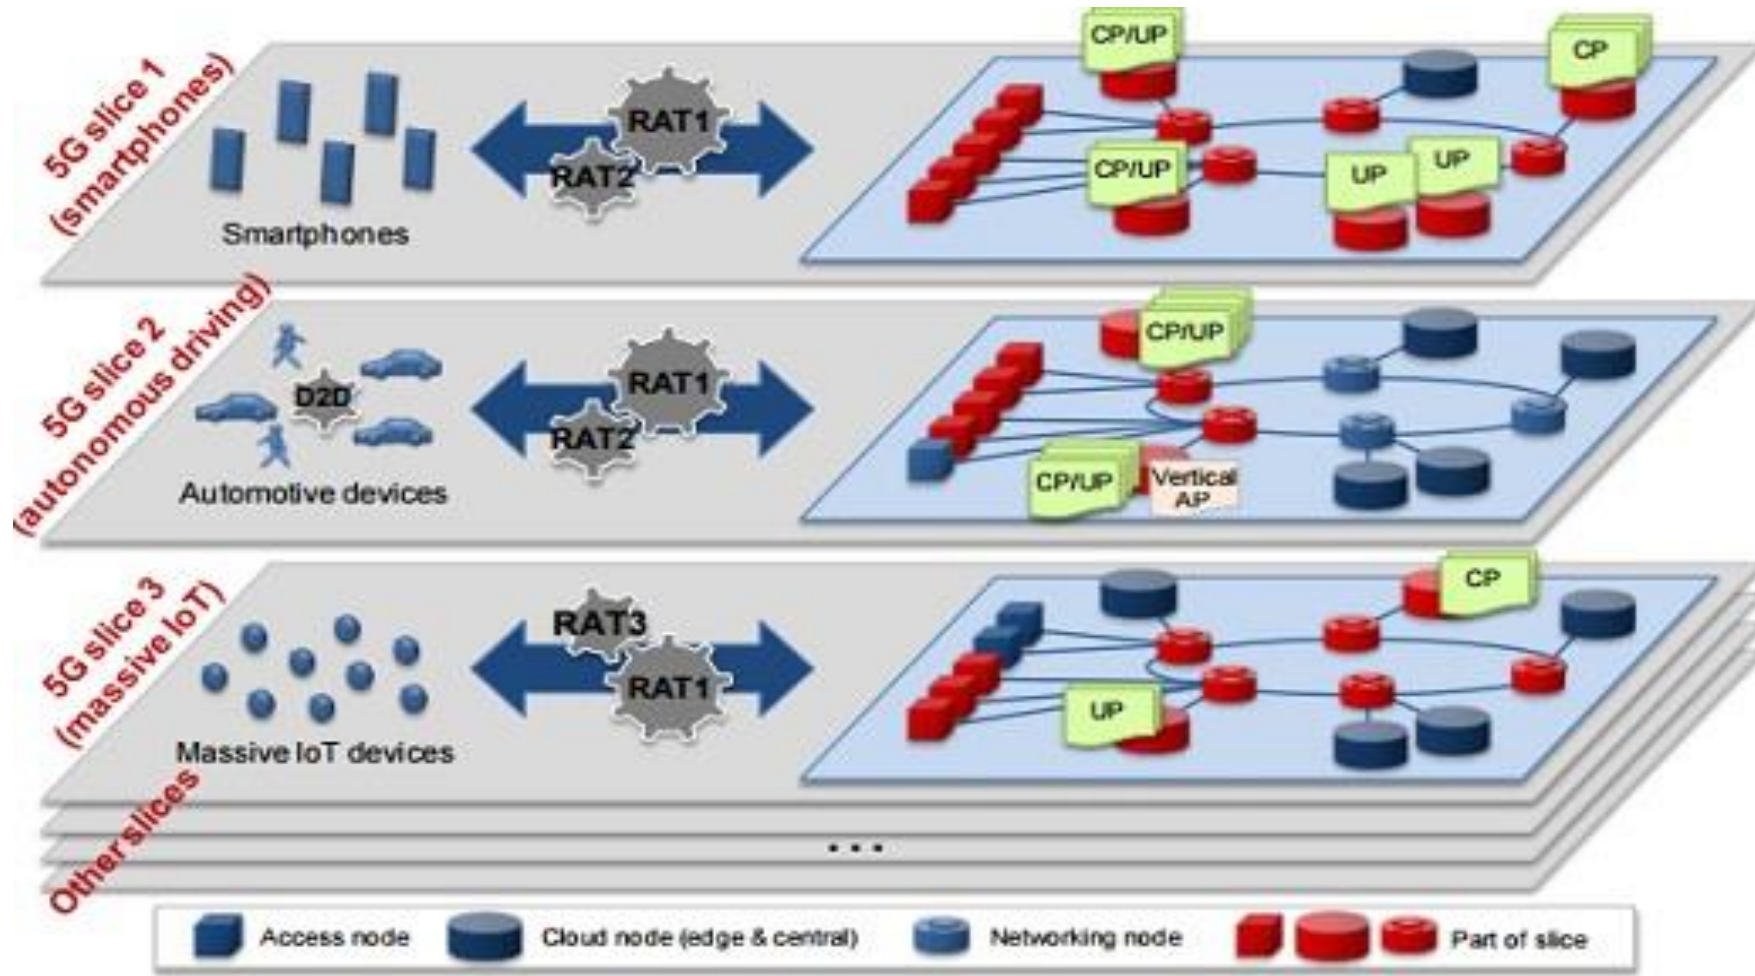 5G slice 1
(smartphones)
Smartphones
RAT1
RAT2
CP/UP
CP/UP
UP
UP
CP
5G slice 2
(autonomous driving)
D2D
Automotive devices
RAT1
RAT2
CP/UP
CP/UP
Vertical
AP
5G slice 3
(massive IoT)
Massive IoT devices
RAT3
RAT1
UP
CP
Other slices
...
Access node
Cloud node (edge & central)
Networking node
Part of slice